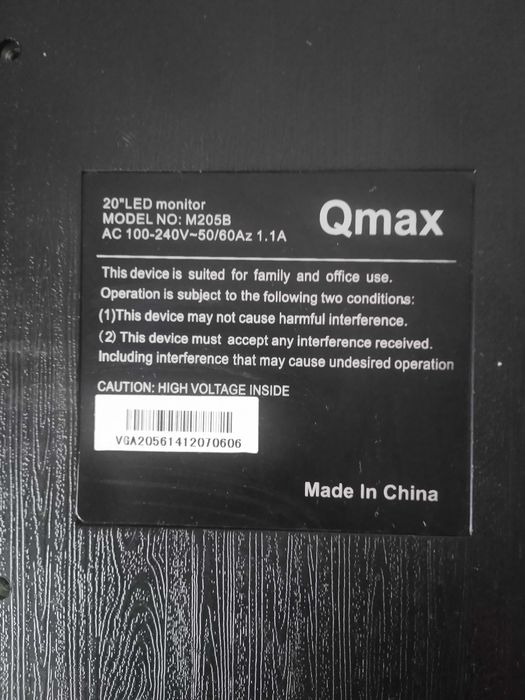 20"LED monitor
MODEL NO: M205B
AC 100-240V~50/60Az 1.1A
Qmax
This device is suited for family and office use.
Operation is subject to the following two conditions:
(1)This device may not cause harmful interference.
(2) This device must accept any interference received.
Including interference that may cause undesired operation
CAUTION: HIGH VOLTAGE INSIDE
VGA20561412070606
Made In China